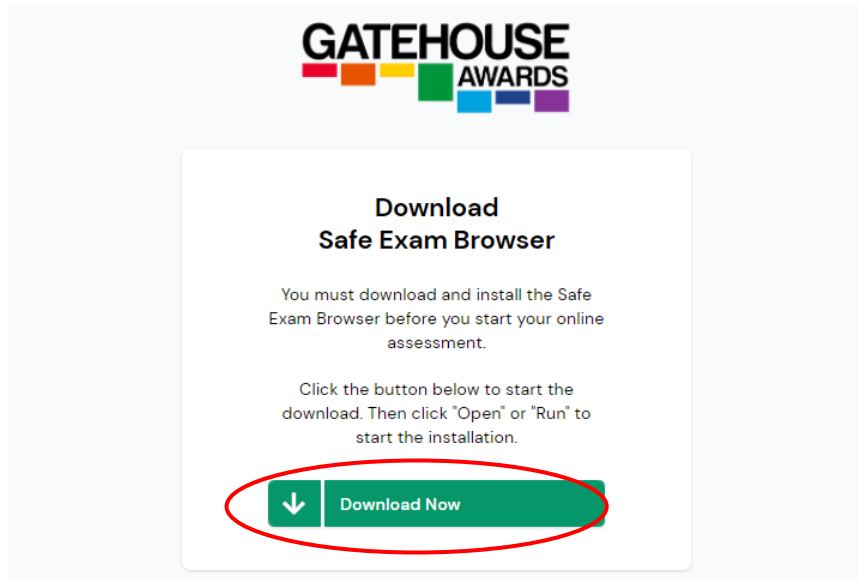 GATEHOUSE
AWARDS
Download
Safe Exam Browser
You must download and install the Safe
Exam Browser before you start your online
assessment.
Click the button below to start the
download. Then click "Open" or "Run" to
start the installation.
Download Now